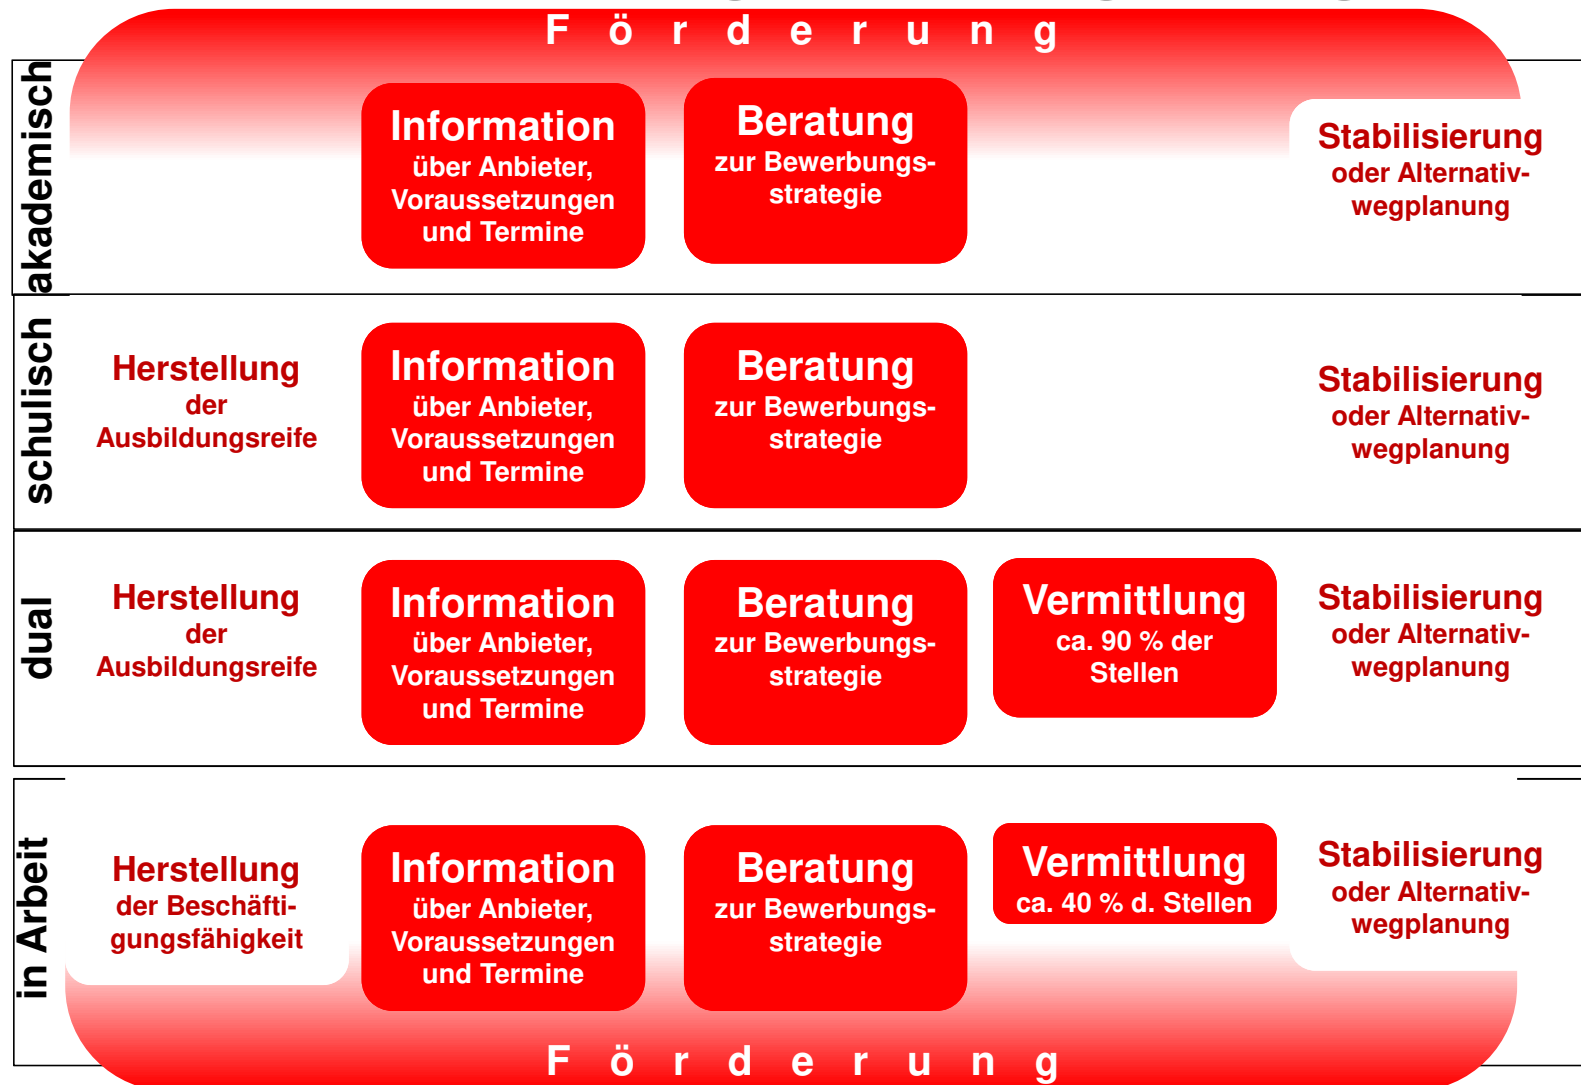 F ö r d e r u n g
akademisch
Information
über Anbieter,
Voraussetzungen
und Termine
Beratung
zur Bewerbungs-
strategie
Stabilisierung
oder Alternativ-
wegplanung
schulisch
Herstellung
der
Ausbildungsreife
Information
über Anbieter,
Voraussetzungen
und Termine
Beratung
zur Bewerbungs-
strategie
Stabilisierung
oder Alternativ-
wegplanung
dual
Herstellung
der
Ausbildungsreife
Information
über Anbieter,
Voraussetzungen
und Termine
Beratung
zur Bewerbungs-
strategie
Vermittlung
ca. 90 % der
Stellen
Stabilisierung
oder Alternativ-
wegplanung
in Arbeit
Herstellung
der Beschäfti-
gungsfähigkeit
Information
über Anbieter,
Voraussetzungen
und Termine
Beratung
zur Bewerbungs-
strategie
Vermittlung
ca. 40 % d. Stellen
Stabilisierung
oder Alternativ-
wegplanung
F ö r d e r u n g